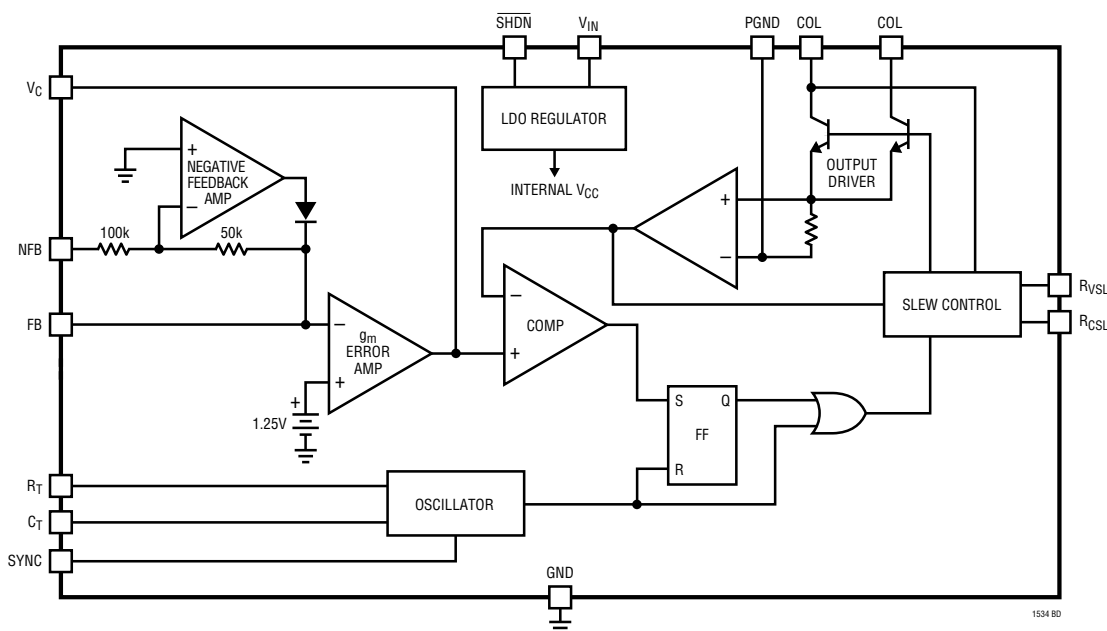 SHDN
VIN
PGND
COL
COL
VC
LDO REGULATOR
+
NEGATIVE
FEEDBACK
AMP
−
INTERNAL VCC
OUTPUT
DRIVER
+
−
100k
50k
NFB
FB
−
gm
ERROR
AMP
+
−
COMP
+
SLEW CONTROL
RVSL
RCSL
+
1.25V
S
Q
FF
R
RT
CT
SYNC
OSCILLATOR
GND
1534 BD